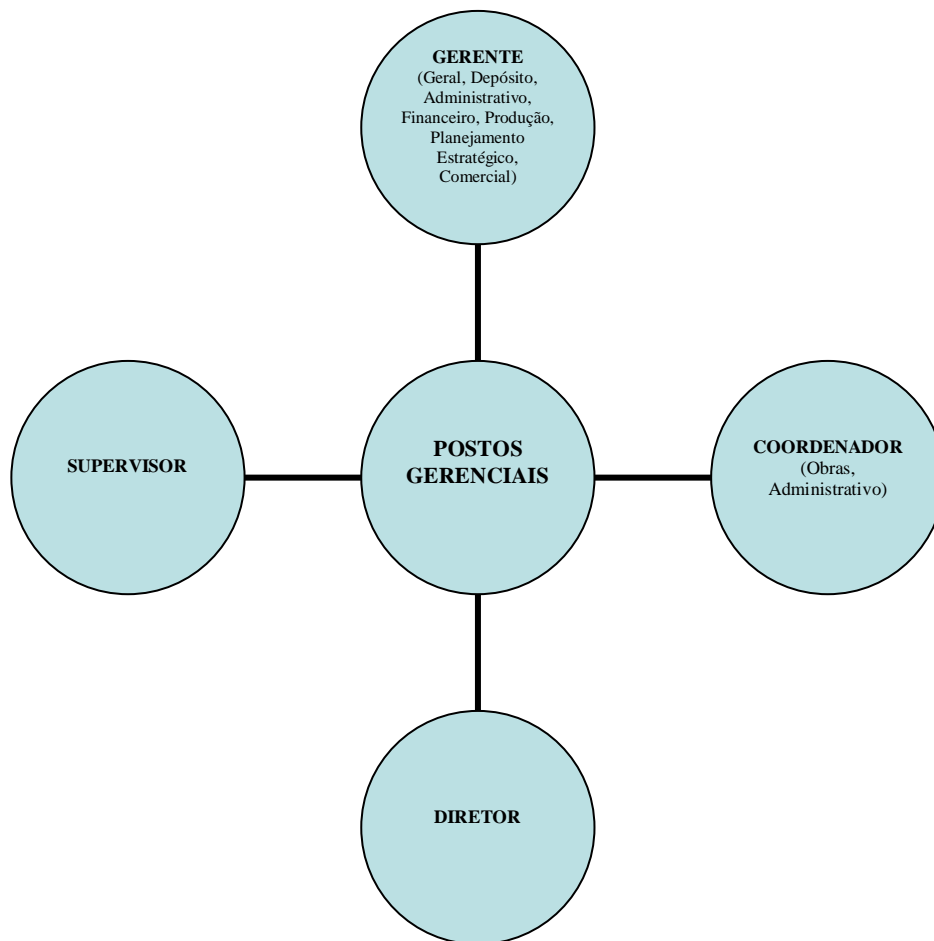 GERENTE
(Geral, Depósito,
Administrativo,
Financeiro, Produção,
Planejamento
Estratégico,
Comercial)
SUPERVISOR
POSTOS
GERENCIAIS
COORDENADOR
(Obras,
Administrativo)
DIRETOR